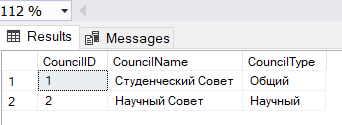 112 %
Results Messages
CouncilID CouncilName CouncilType
1 1 Студенческий Совет Общий
2 2 Научный Совет Научный